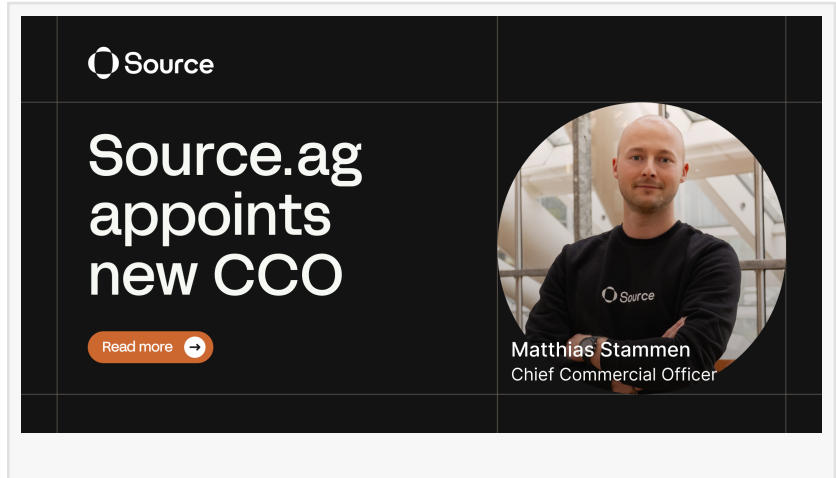 Source
Source.ag
appoints
new CCO
Read more
Source
Matthias Stammen
Chief Commercial Officer